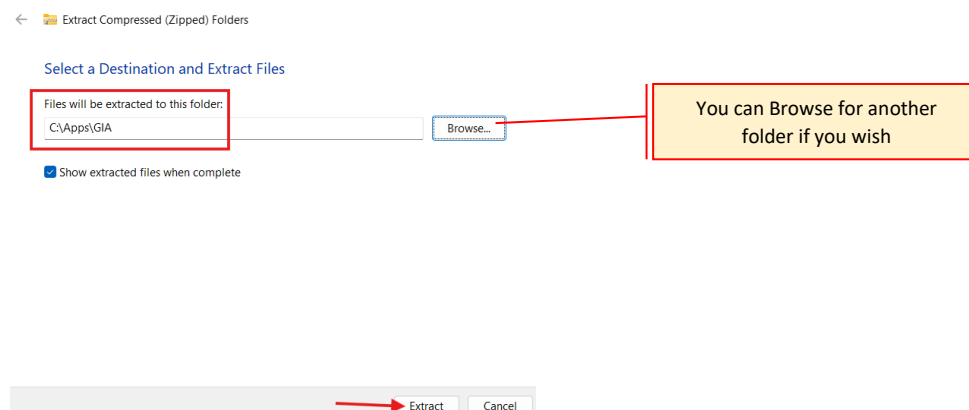 Extract Compressed (Zipped) Folders
Select a Destination and Extract Files
Files will be extracted to this folder:
C:\Apps\GIA
Browse...
You can Browse for another
folder if you wish
Show extracted files when complete
Extract
Cancel